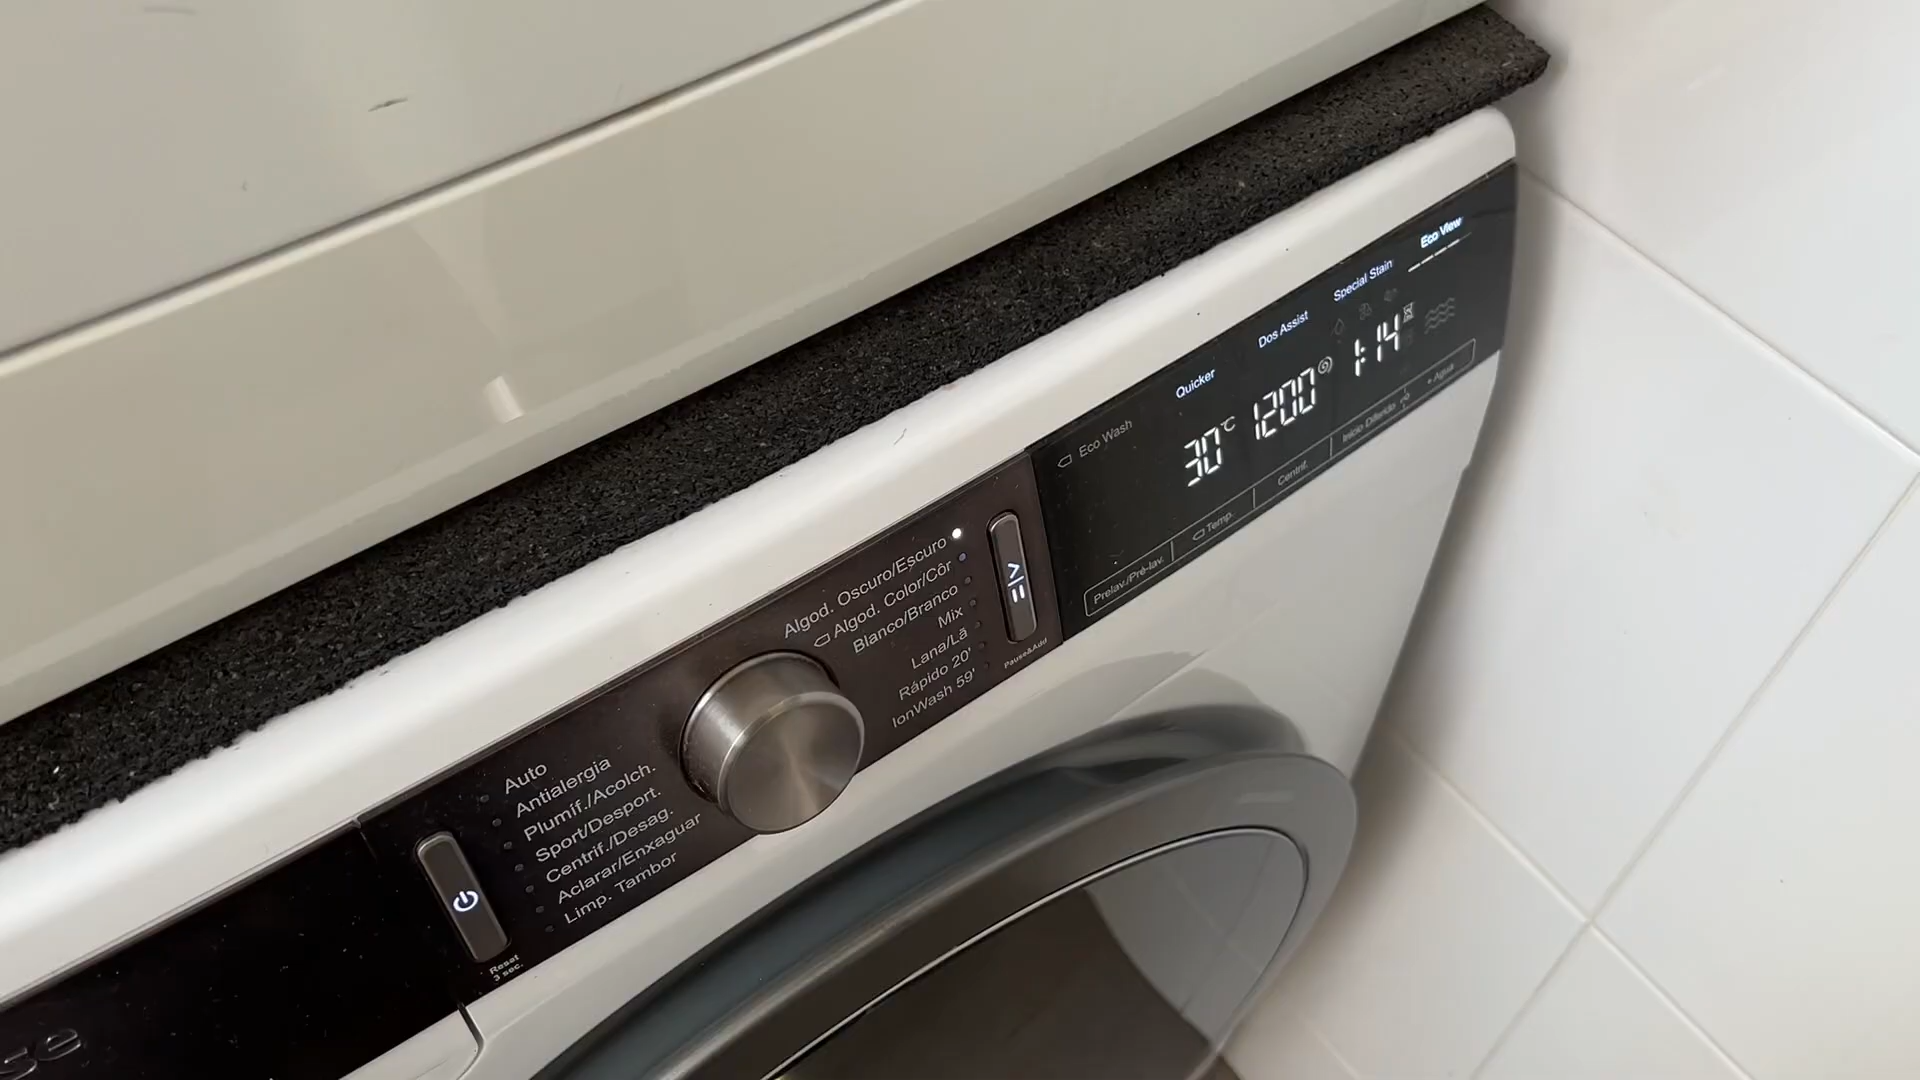 Eco View
Special Stain
Dos Assist
Quicker
Eco Wash
30°C
1200
1:14
Prelav./Pré-lav.
Temp.
Centrif.
Inicio Diferido
+ Agua
Algod. Oscuro/Escuro
Algod. Color/Côr
Blanco/Branco
Mix
Lana/Lã
Rápido 20'
IonWash 59'
Pause&Add
Auto
Antialergia
Plumíf./Acolch.
Sport/Desport.
Centrif./Desag.
Aclarar/Enxaguar
Limp. Tambor
Reset
3 sec.
se